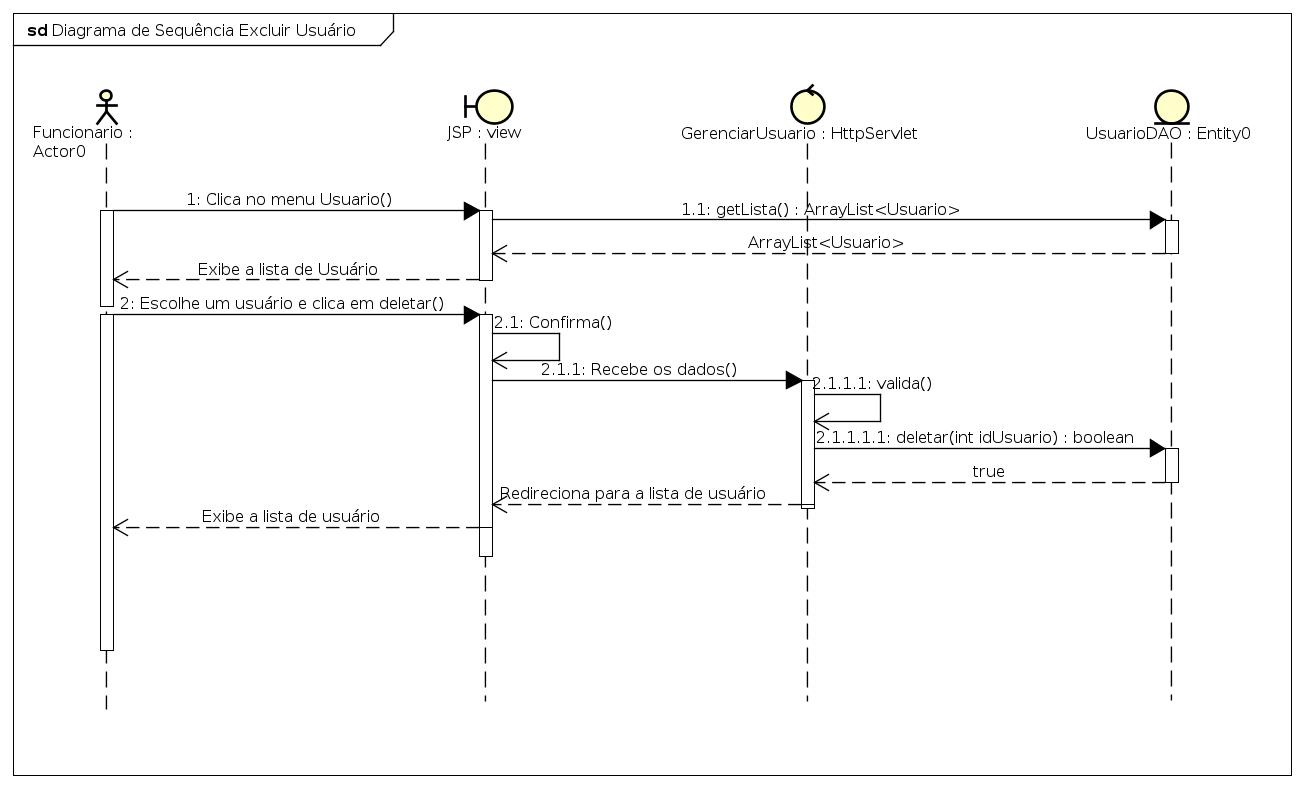 sd Diagrama de Sequência Excluir Usuário
Funcionario :
Actor0
JSP : view
GerenciarUsuario : HttpServlet
UsuarioDAO : Entity0
1: Clica no menu Usuario()
1.1: getLista() : ArrayList<Usuario>
ArrayList<Usuario>
Exibe a lista de Usuário
2: Escolhe um usuário e clica em deletar()
2.1: Confirma()
2.1.1: Recebe os dados()
2.1.1.1: valida()
2.1.1.1.1: deletar(int idUsuario) : boolean
true
Redireciona para a lista de usuário
Exibe a lista de usuário